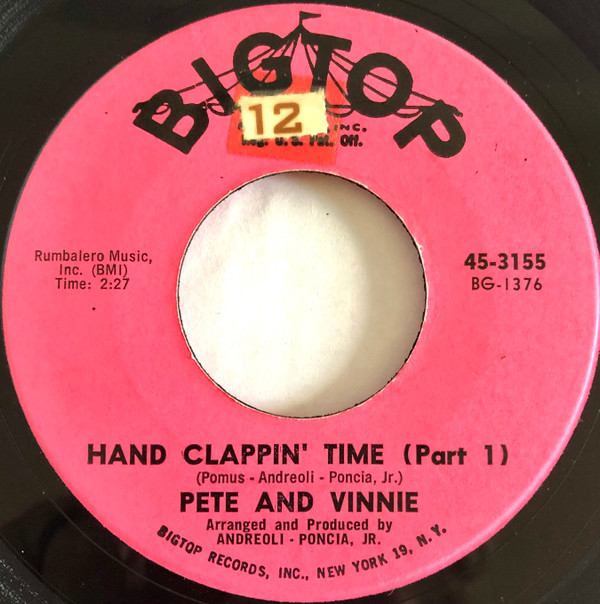 BIGTOP
12
INC.
Reg. U.S. Pat. Off.
Rumbalero Music,
Inc. (BMI)
Time: 2:27
45-3155
BG-1376
HAND CLAPPIN' TIME (Part 1)
(Pomus - Andreoli - Poncia, Jr.)
PETE AND VINNIE
Arranged and Produced by
ANDREOLI - PONCIA, JR.
BIGTOP RECORDS, INC., NEW YORK 19, N.Y.